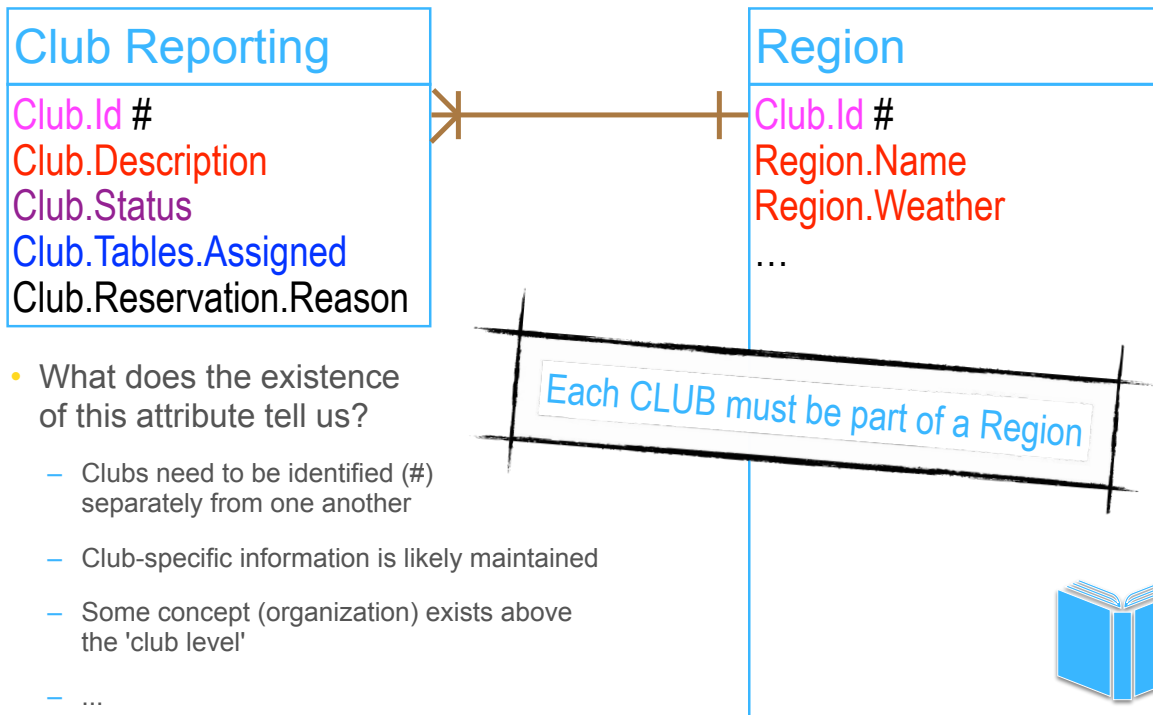 Club Reporting
Club.Id #
Club.Description
Club.Status
Club.Tables.Assigned
Club.Reservation.Reason
Region
Club.Id #
Region.Name
Region.Weather
…
Each CLUB must be part of a Region
• What does the existence
of this attribute tell us?
– Clubs need to be identified (#)
separately from one another
– Club-specific information is likely maintained
– Some concept (organization) exists above
the 'club level'
– ...